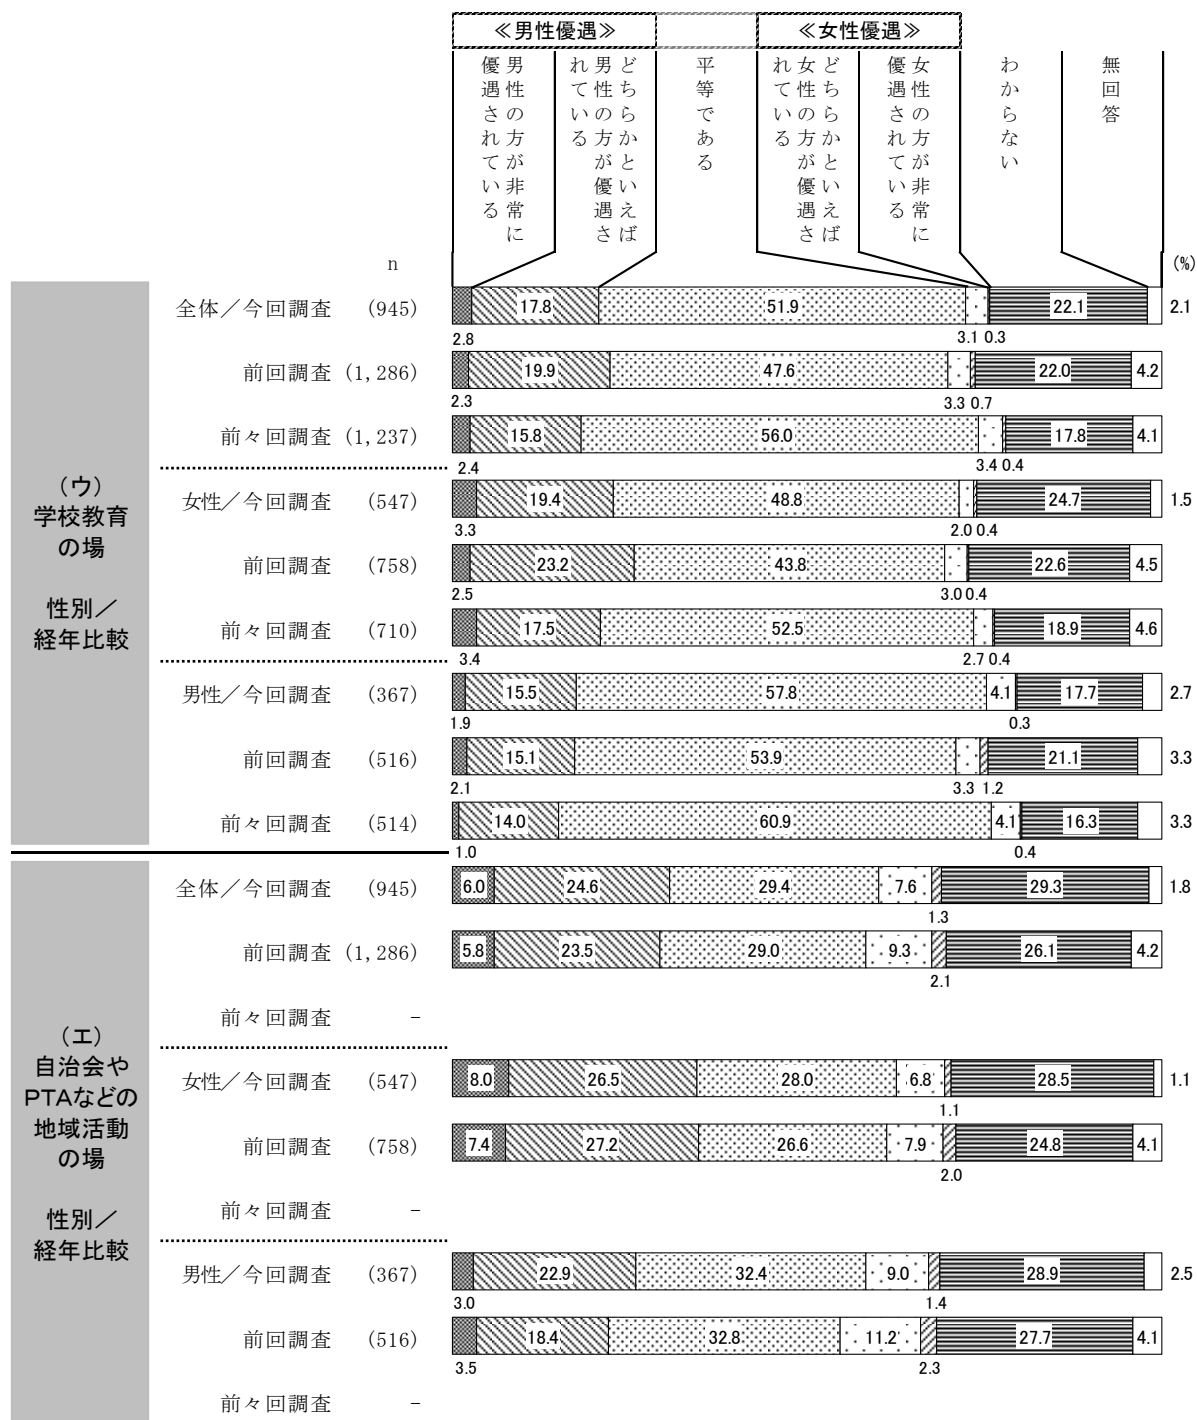 ≪男性優遇≫ ≪女性優遇≫
男性の方が非常に
優遇されている
どちらかといえば
男性の方が優遇さ
れている
平等である
どちらかといえば
女性の方が優遇さ
れている
女性の方が非常に
優遇されている
わからない
無回答
n
(%)
(ウ)
学校教育
の場
性別/
経年比較
全体/今回調査 (945) 17.8 51.9 22.1 2.1
2.8 3.1 0.3
前回調査 (1,286) 19.9 47.6 22.0 4.2
2.3 3.3 0.7
前々回調査 (1,237) 15.8 56.0 17.8 4.1
2.4 3.4 0.4
女性/今回調査 (547) 19.4 48.8 24.7 1.5
3.3 2.0 0.4
前回調査 (758) 23.2 43.8 22.6 4.5
2.5 3.0 0.4
前々回調査 (710) 17.5 52.5 18.9 4.6
3.4 2.7 0.4
男性/今回調査 (367) 15.5 57.8 4.1 17.7 2.7
1.9 0.3
前回調査 (516) 15.1 53.9 21.1 3.3
2.1 3.3 1.2
前々回調査 (514) 14.0 60.9 4.1 16.3 3.3
1.0 0.4
(エ)
自治会や
PTAなどの
地域活動
の場
性別/
経年比較
全体/今回調査 (945) 6.0 24.6 29.4 7.6 29.3 1.8
1.3
前回調査 (1,286) 5.8 23.5 29.0 9.3 26.1 4.2
2.1
前々回調査 -
女性/今回調査 (547) 8.0 26.5 28.0 6.8 28.5 1.1
1.1
前回調査 (758) 7.4 27.2 26.6 7.9 24.8 4.1
2.0
前々回調査 -
男性/今回調査 (367) 22.9 32.4 9.0 28.9 2.5
3.0 1.4
前回調査 (516) 18.4 32.8 11.2 27.7 4.1
3.5 2.3
前々回調査 -